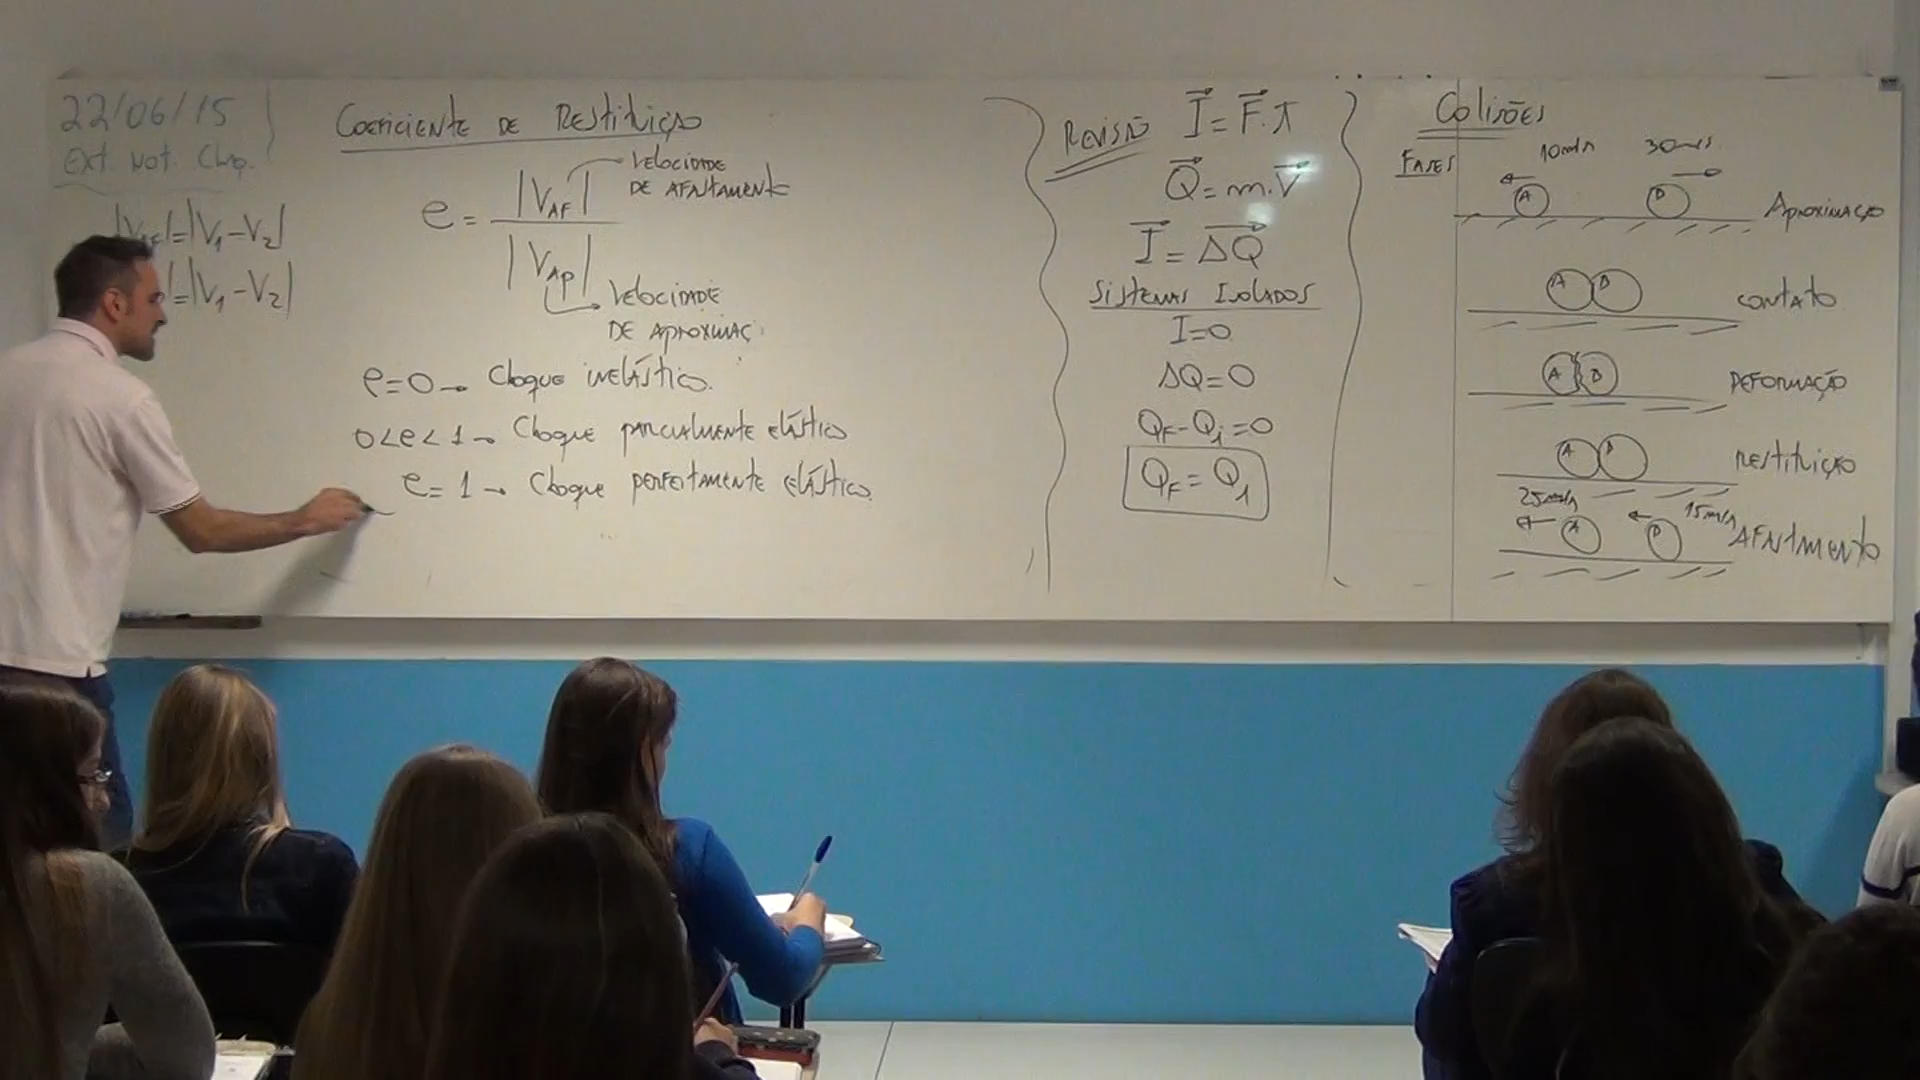 22/06/15
Ext. Not. Chq.
|=|V₁-V₂|
|=|V₁-V₂|
Coeficiente de Restituição
e = |VAF| / |VAp|
Velocidade
de Afastamento
Velocidade
de Aproximaç
e=0 → Choque inelástico.
0<e<1 → Choque parcialmente elástico
e=1 → Choque perfeitamente elástico.
Revisão
I = F.t
Q = m.V
I = ΔQ
Sistemas Isolados
I=0
ΔQ=0
QF-Qi=0
QF = Qi
Colisões
Fases
10m/s 30m/s
A B Aproximação
A B contato
A B Deformação
A B restituição
25m/s 15m/s
A B Afastamento